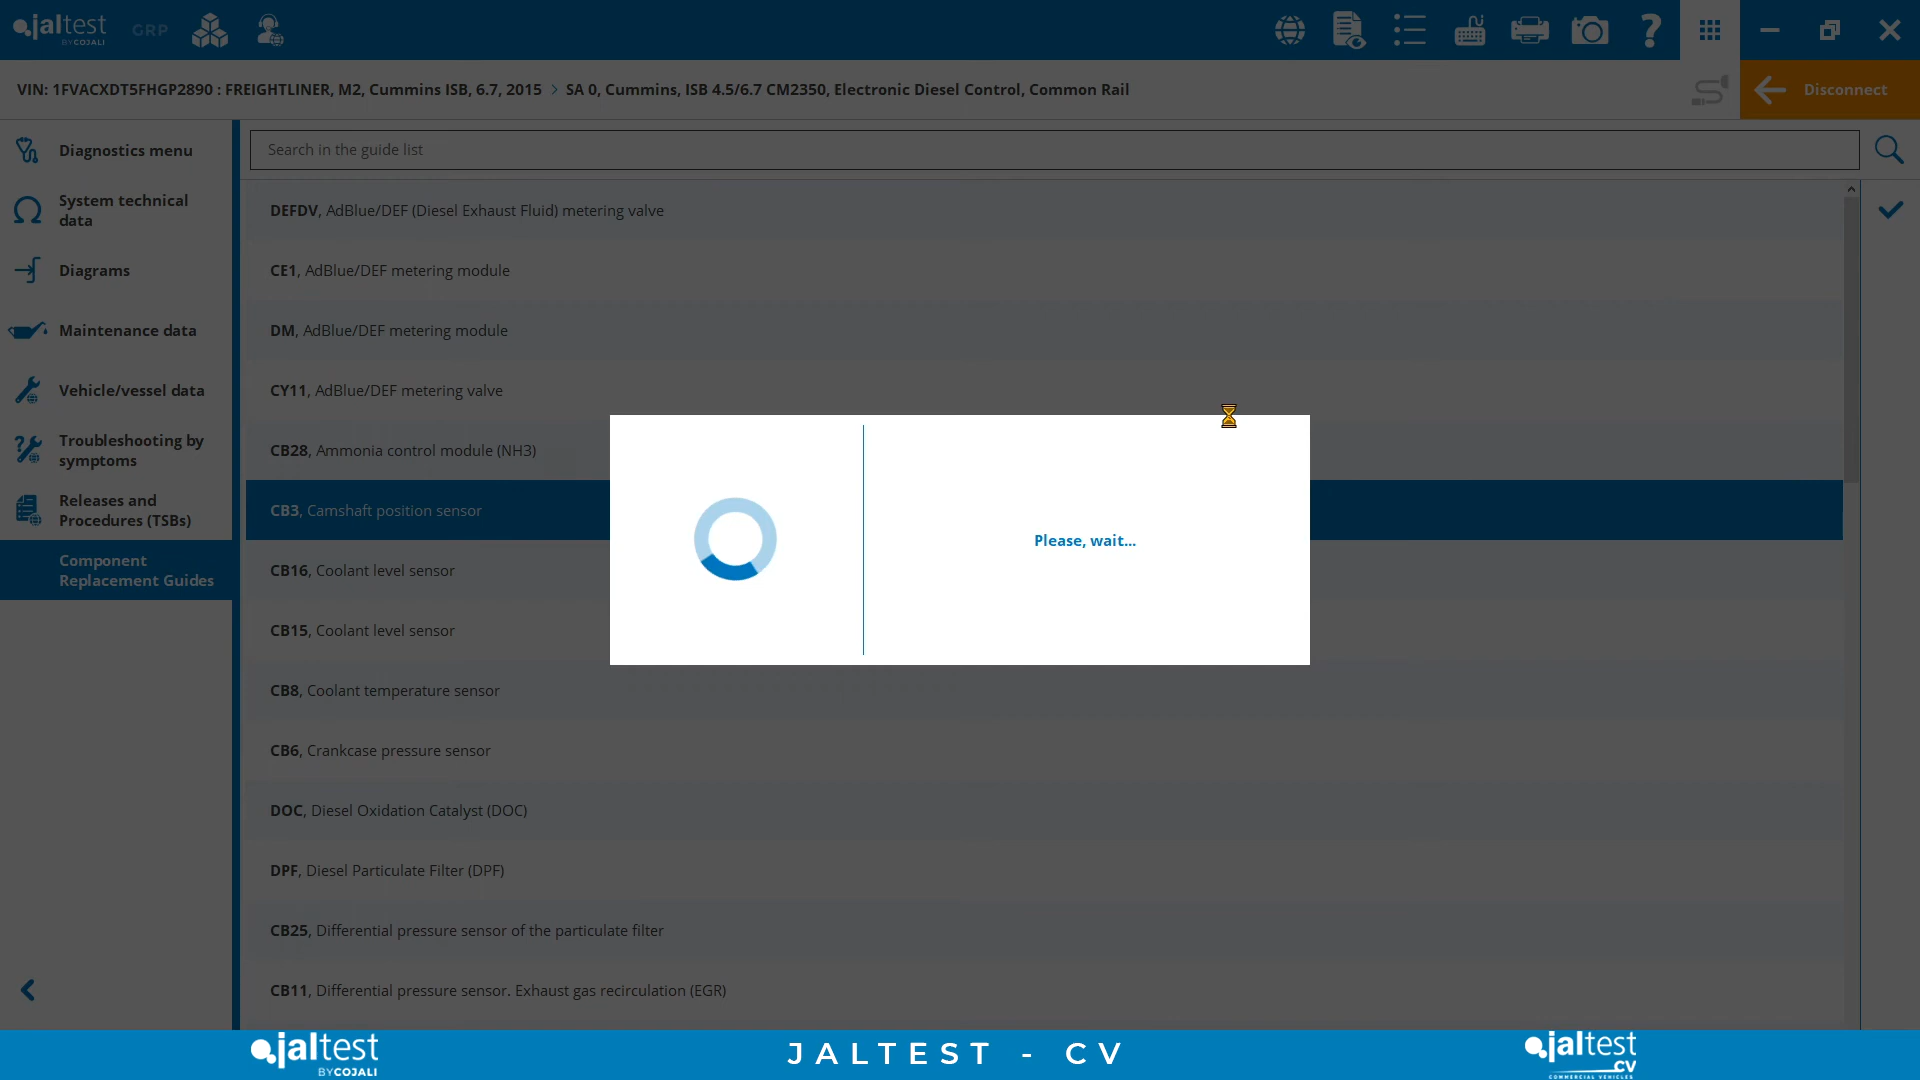 jaltest
BY COJALI
GRP
VIN: 1FVACXDT5FHGP2890 : FREIGHTLINER, M2, Cummins ISB, 6.7, 2015 > SA 0, Cummins, ISB 4.5/6.7 CM2350, Electronic Diesel Control, Common Rail
Disconnect
Diagnostics menu
System technical
data
Diagrams
Maintenance data
Vehicle/vessel data
Troubleshooting by
symptoms
Releases and
Procedures (TSBs)
Component
Replacement Guides
Search in the guide list
DEFDV, AdBlue/DEF (Diesel Exhaust Fluid) metering valve
CE1, AdBlue/DEF metering module
DM, AdBlue/DEF metering module
CY11, AdBlue/DEF metering valve
CB28, Ammonia control module (NH3)
CB3, Camshaft position sensor
CB16, Coolant level sensor
CB15, Coolant level sensor
CB8, Coolant temperature sensor
CB6, Crankcase pressure sensor
DOC, Diesel Oxidation Catalyst (DOC)
DPF, Diesel Particulate Filter (DPF)
CB25, Differential pressure sensor of the particulate filter
CB11, Differential pressure sensor. Exhaust gas recirculation (EGR)
Please, wait...
jaltest
BY COJALI
JALTEST - CV
jaltest
CV
COMMERCIAL VEHICLES